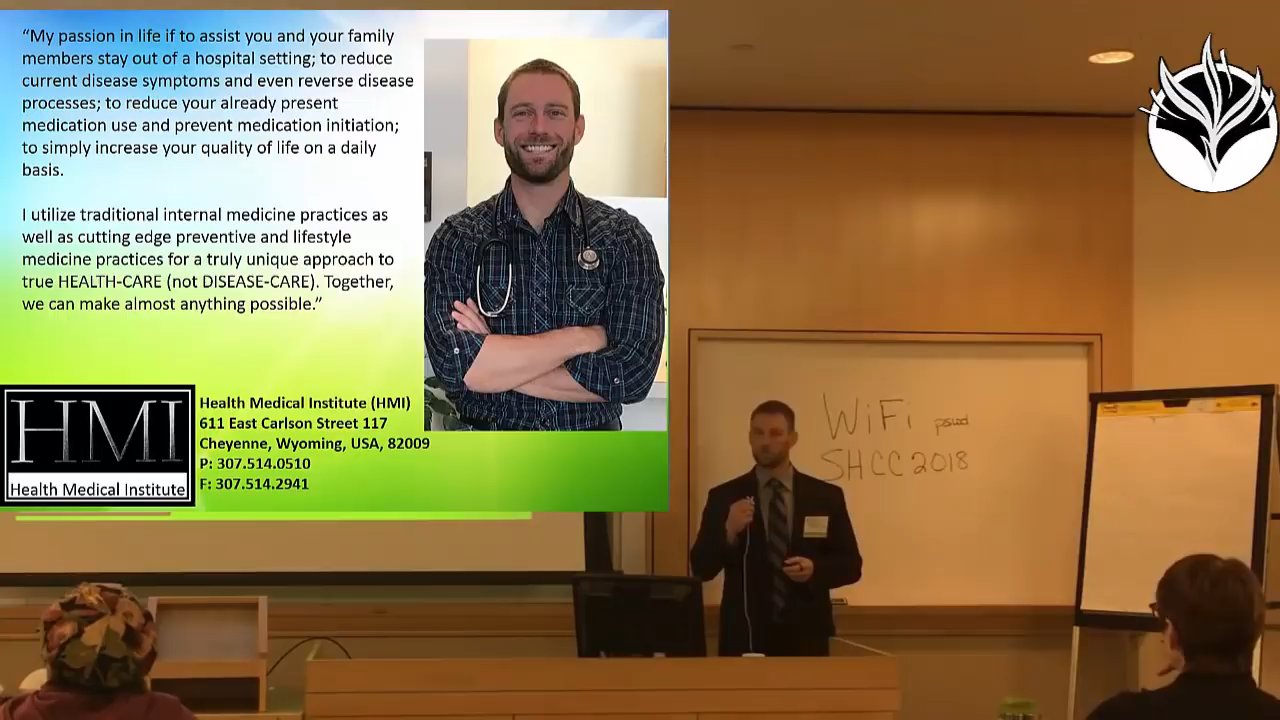 “My passion in life if to assist you and your family
members stay out of a hospital setting; to reduce
current disease symptoms and even reverse disease
processes; to reduce your already present
medication use and prevent medication initiation;
to simply increase your quality of life on a daily
basis.
I utilize traditional internal medicine practices as
well as cutting edge preventive and lifestyle
medicine practices for a truly unique approach to
true HEALTH-CARE (not DISEASE-CARE). Together,
we can make almost anything possible.”
HMI
Health Medical Institute
Health Medical Institute (HMI)
611 East Carlson Street 117
Cheyenne, Wyoming, USA, 82009
P: 307.514.0510
F: 307.514.2941
WiFi pswd
SHCC2018